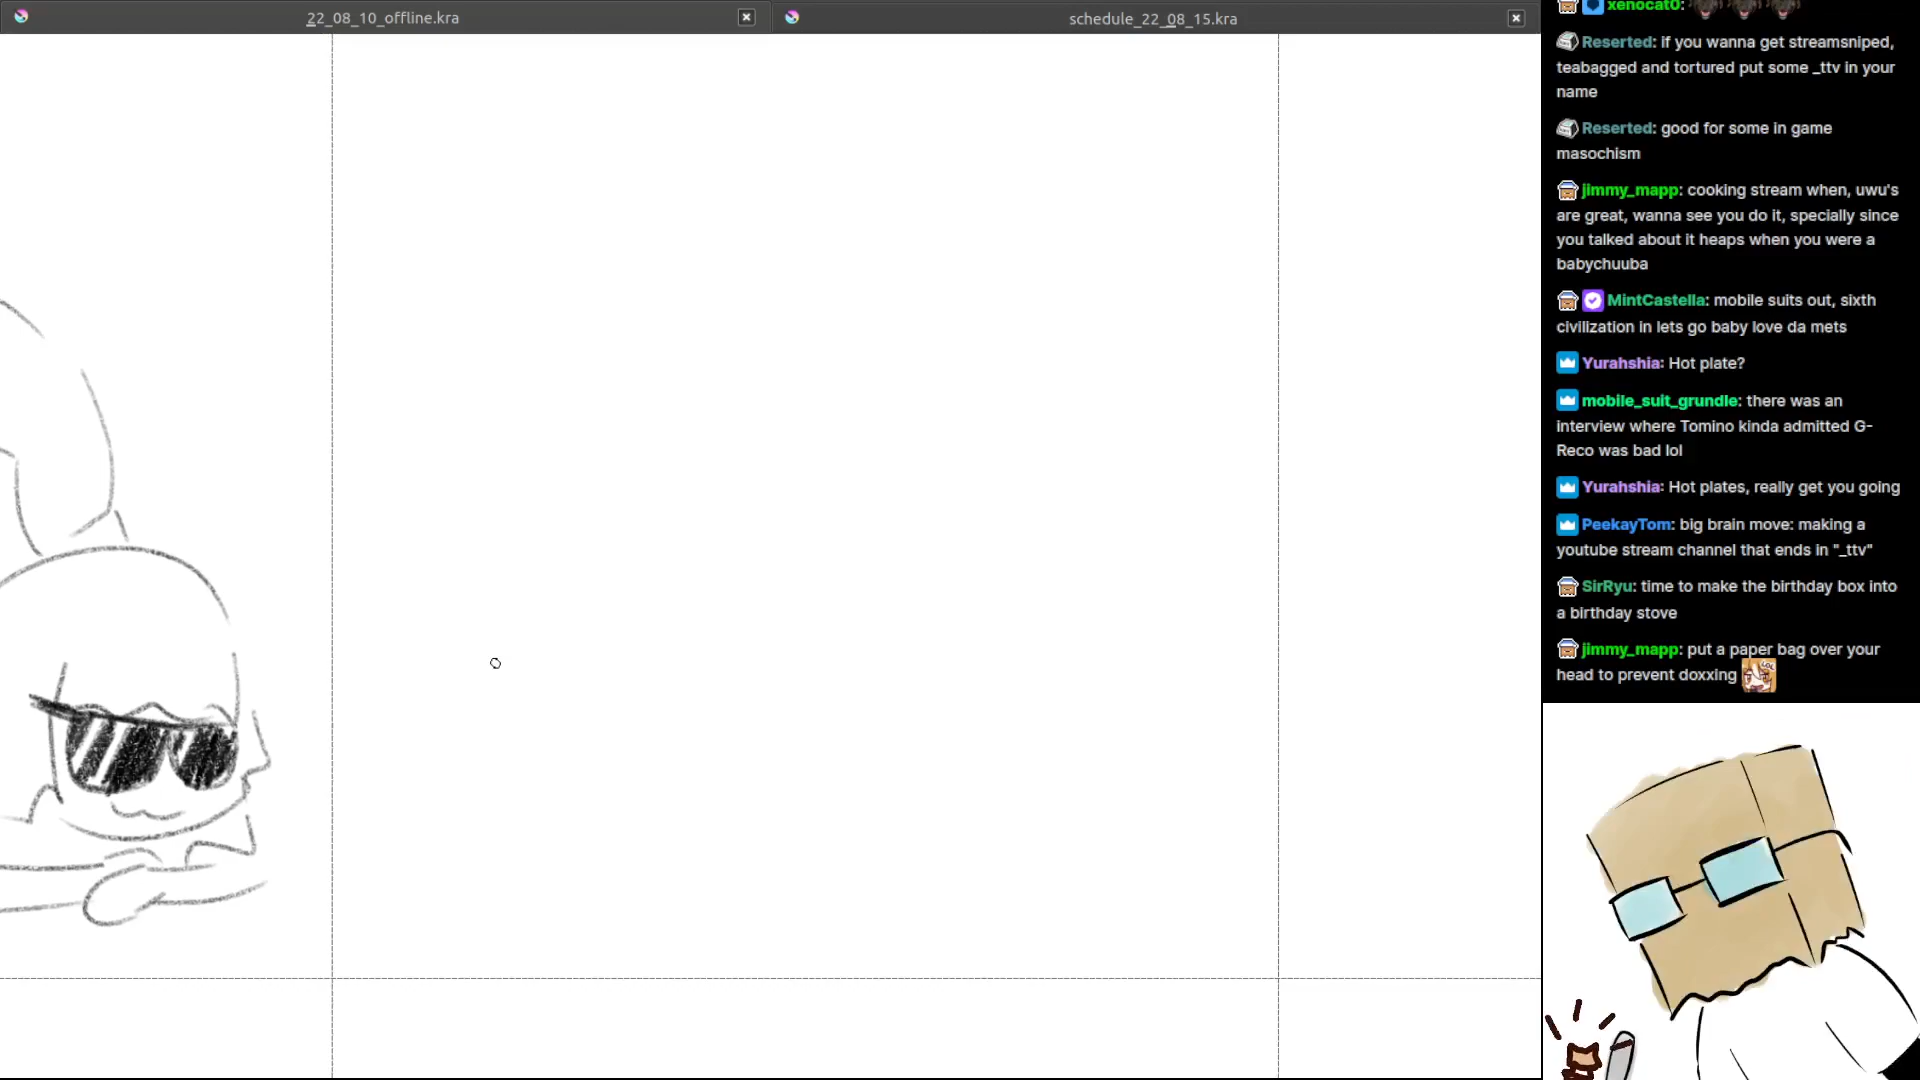 22_08_10_offline.kra
schedule_22_08_15.kra
xenocat0:
Reserted: if you wanna get streamsniped,
teabagged and tortured put some _ttv in your
name
Reserted: good for some in game
masochism
jimmy_mapp: cooking stream when, uwu's
are great, wanna see you do it, specially since
you talked about it heaps when you were a
babychuuba
MintCastella: mobile suits out, sixth
civilization in lets go baby love da mets
Yurahshia: Hot plate?
mobile_suit_grundle: there was an
interview where Tomino kinda admitted G-
Reco was bad lol
Yurahshia: Hot plates, really get you going
PeekayTom: big brain move: making a
youtube stream channel that ends in "_ttv"
SirRyu: time to make the birthday box into
a birthday stove
jimmy_mapp: put a paper bag over your
head to prevent doxxing